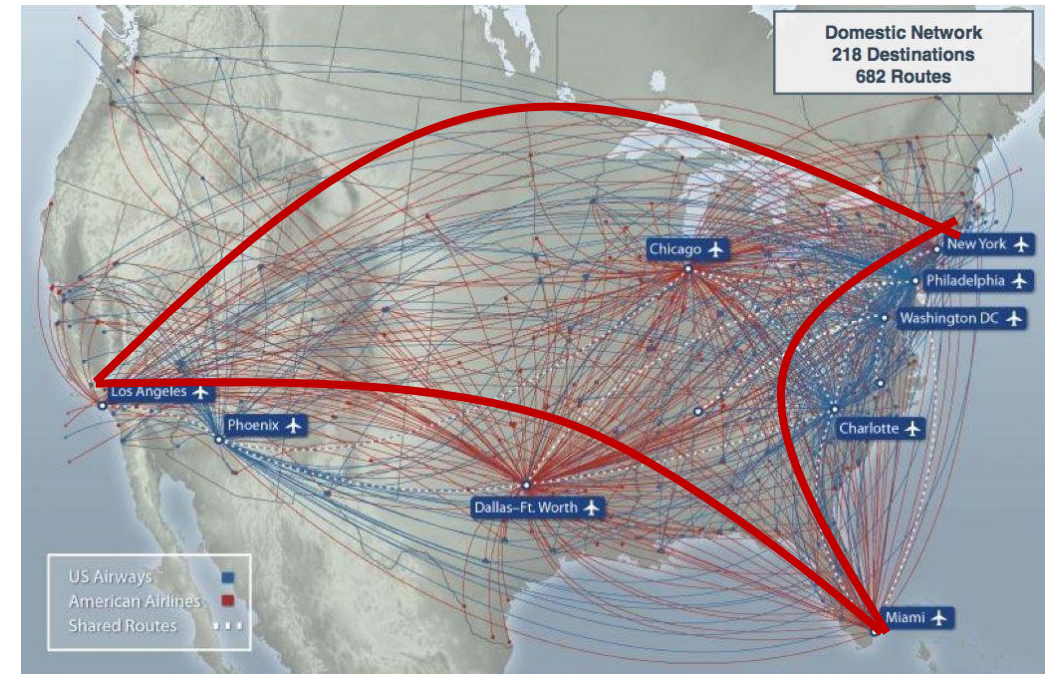 Domestic Network
218 Destinations
682 Routes
Chicago
New York
Philadelphia
Washington DC
Los Angeles
Phoenix
Charlotte
Dallas–Ft. Worth
US Airways
American Airlines
Shared Routes
Miami